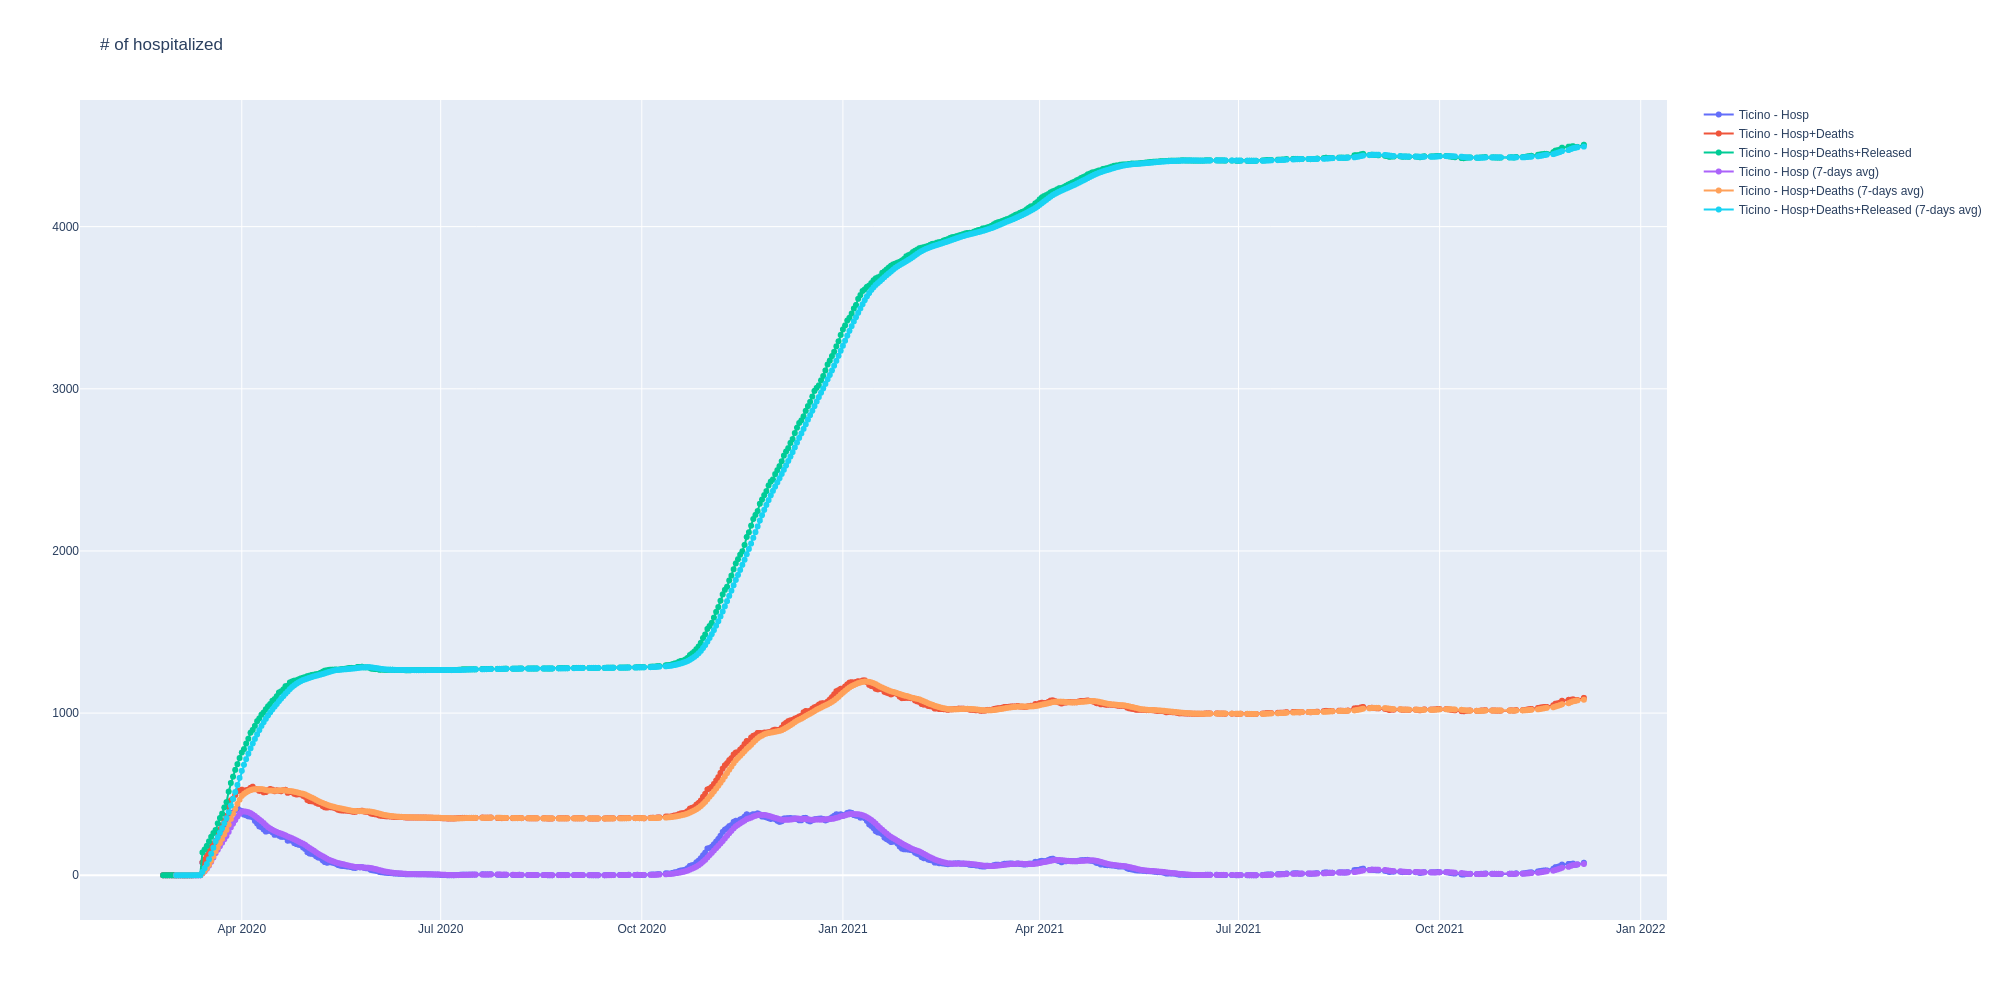 # of hospitalized
Ticino - Hosp
Ticino - Hosp+Deaths
Ticino - Hosp+Deaths+Released
Ticino - Hosp (7-days avg)
Ticino - Hosp+Deaths (7-days avg)
Ticino - Hosp+Deaths+Released (7-days avg)
4000
3000
2000
1000
0
Apr 2020 Jul 2020 Oct 2020 Jan 2021 Apr 2021 Jul 2021 Oct 2021 Jan 2022